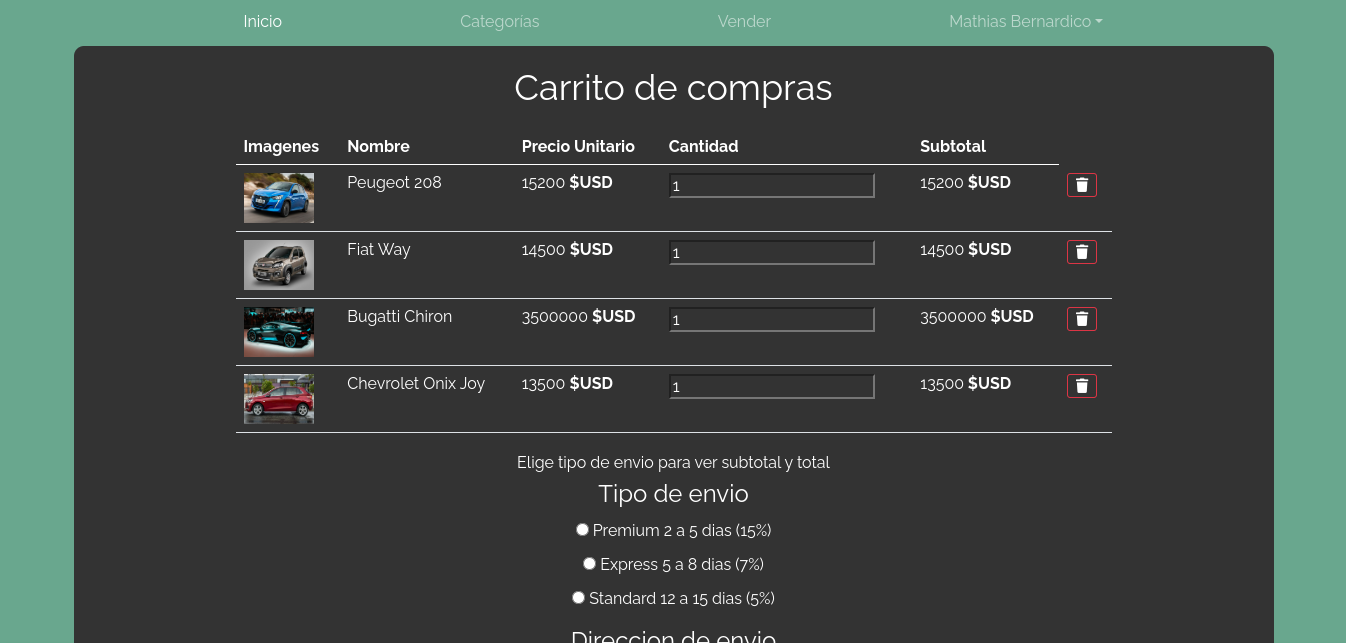 Inicio Categorías Vender Mathias Bernardico
Carrito de compras
Imagenes Nombre Precio Unitario Cantidad Subtotal
Peugeot 208 15200 $USD 1 15200 $USD
Fiat Way 14500 $USD 1 14500 $USD
Bugatti Chiron 3500000 $USD 1 3500000 $USD
Chevrolet Onix Joy 13500 $USD 1 13500 $USD
Elige tipo de envio para ver subtotal y total
Tipo de envio
Premium 2 a 5 dias (15%)
Express 5 a 8 dias (7%)
Standard 12 a 15 dias (5%)
Direccion de envio